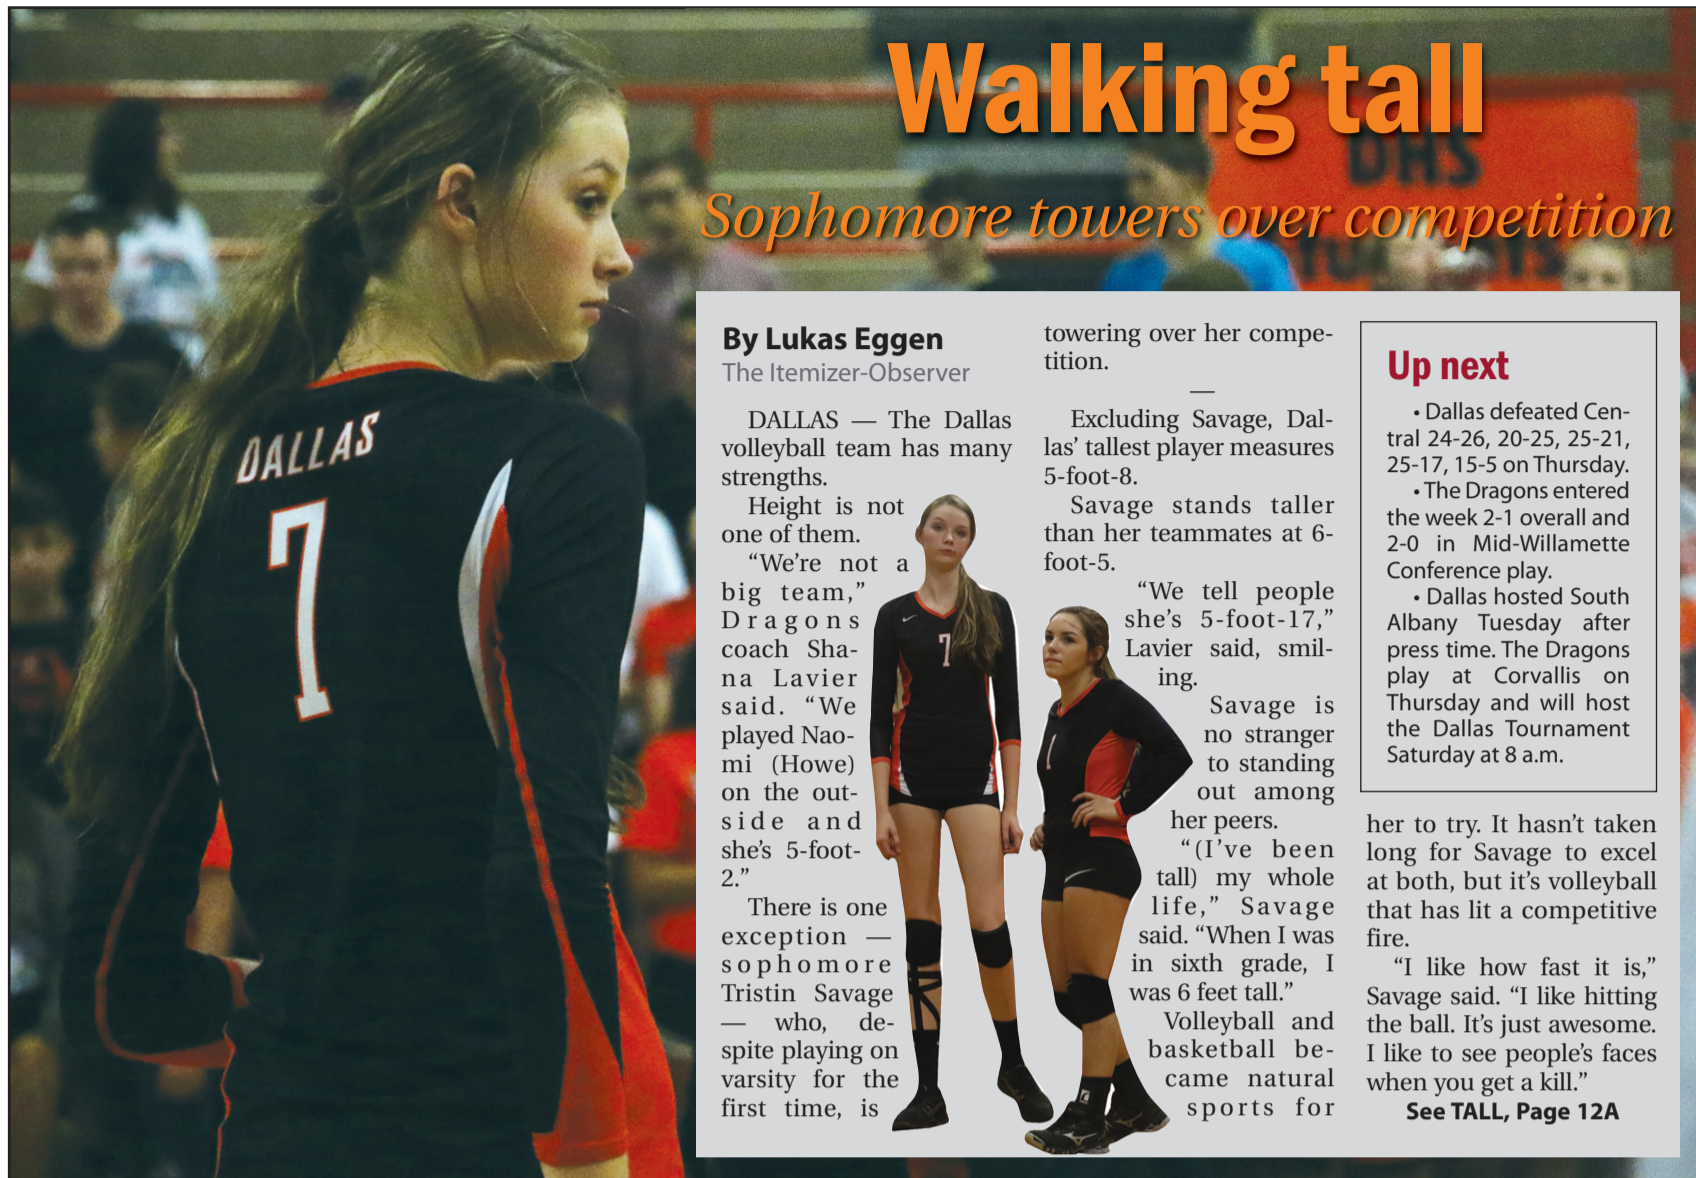 Walking tall
Sophomore towers over competition
DHS
DALLAS
7
By Lukas Eggen
The Itemizer-Observer
DALLAS — The Dallas
volleyball team has many
strengths.
Height is not
one of them.
“We’re not a
big team,”
Dragons
coach Sha-
na Lavier
said. “We
played Nao-
mi (Howe)
on the out-
side and
she’s 5-foot-
2.”
There is one
exception —
sophomore
Tristin Savage
— who, de-
spite playing on
varsity for the
first time, is
7
1
towering over her compe-
tition.
—
Excluding Savage, Dal-
las’ tallest player measures
5-foot-8.
Savage stands taller
than her teammates at 6-
foot-5.
“We tell people
she’s 5-foot-17,”
Lavier said, smil-
ing.
Savage is
no stranger
to standing
out among
her peers.
“(I’ve been
tall) my whole
life,” Savage
said. “When I was
in sixth grade, I
was 6 feet tall.”
Volleyball and
basketball be-
came natural
sports for
Up next
• Dallas defeated Cen-
tral 24-26, 20-25, 25-21,
25-17, 15-5 on Thursday.
• The Dragons entered
the week 2-1 overall and
2-0 in Mid-Willamette
Conference play.
• Dallas hosted South
Albany Tuesday after
press time. The Dragons
play at Corvallis on
Thursday and will host
the Dallas Tournament
Saturday at 8 a.m.
her to try. It hasn’t taken
long for Savage to excel
at both, but it’s volleyball
that has lit a competitive
fire.
“I like how fast it is,”
Savage said. “I like hitting
the ball. It’s just awesome.
I like to see people’s faces
when you get a kill.”
See TALL, Page 12A